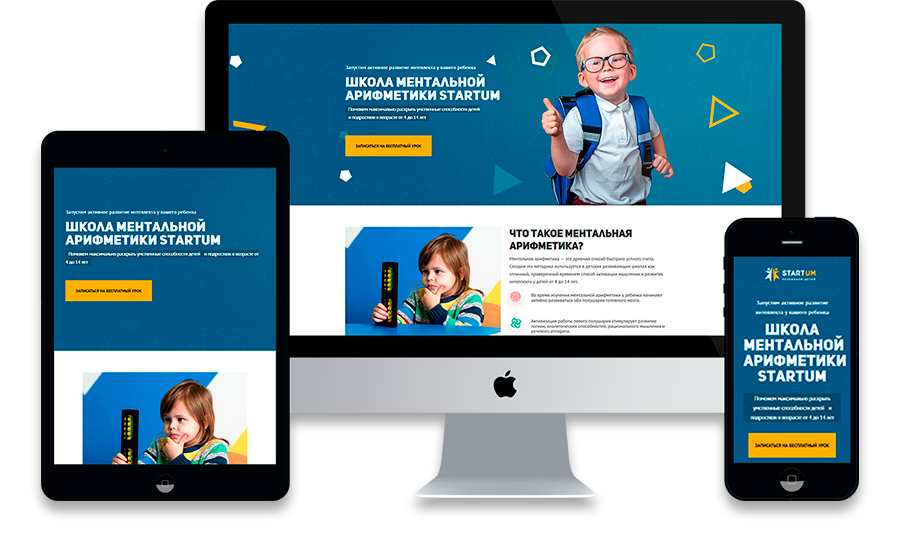 Запустим активное развитие интеллекта у вашего ребенка
ШКОЛА МЕНТАЛЬНОЙ
АРИФМЕТИКИ STARTUM
Поможем максимально раскрыть умственные способности детей
и подростков в возрасте от 4 до 14 лет
ЗАПИСАТЬСЯ НА БЕСПЛАТНЫЙ УРОК
ЧТО ТАКОЕ МЕНТАЛЬНАЯ
АРИФМЕТИКА?
Ментальная арифметика — это древний способ быстрого устного счета.
Сегодня эта методика используется в детских развивающих школах как
отличный, проверенный временем способ активации мышления и развития
интеллекта у детей от 4 до 14 лет.
Во время изучения ментальной арифметики у ребенка начинают
активно развиваться оба полушария головного мозга.
Активизация работы левого полушария стимулирует развитие
логики, аналитических способностей, рационального мышления и
речевого аппарата.
Запустим активное развитие интеллекта у вашего ребенка
ШКОЛА МЕНТАЛЬНОЙ
АРИФМЕТИКИ STARTUM
Поможем максимально раскрыть умственные способности детей и подростков в возрасте от
4 до 14 лет
ЗАПИСАТЬСЯ НА БЕСПЛАТНЫЙ УРОК
STARTUM
Запустим активное развитие
интеллекта у вашего ребенка
ШКОЛА
МЕНТАЛЬНОЙ
АРИФМЕТИКИ
STARTUM
Поможем максимально раскрыть
умственные способности детей и
подростков в возрасте от 4 до 14 лет
ЗАПИСАТЬСЯ НА БЕСПЛАТНЫЙ УРОК